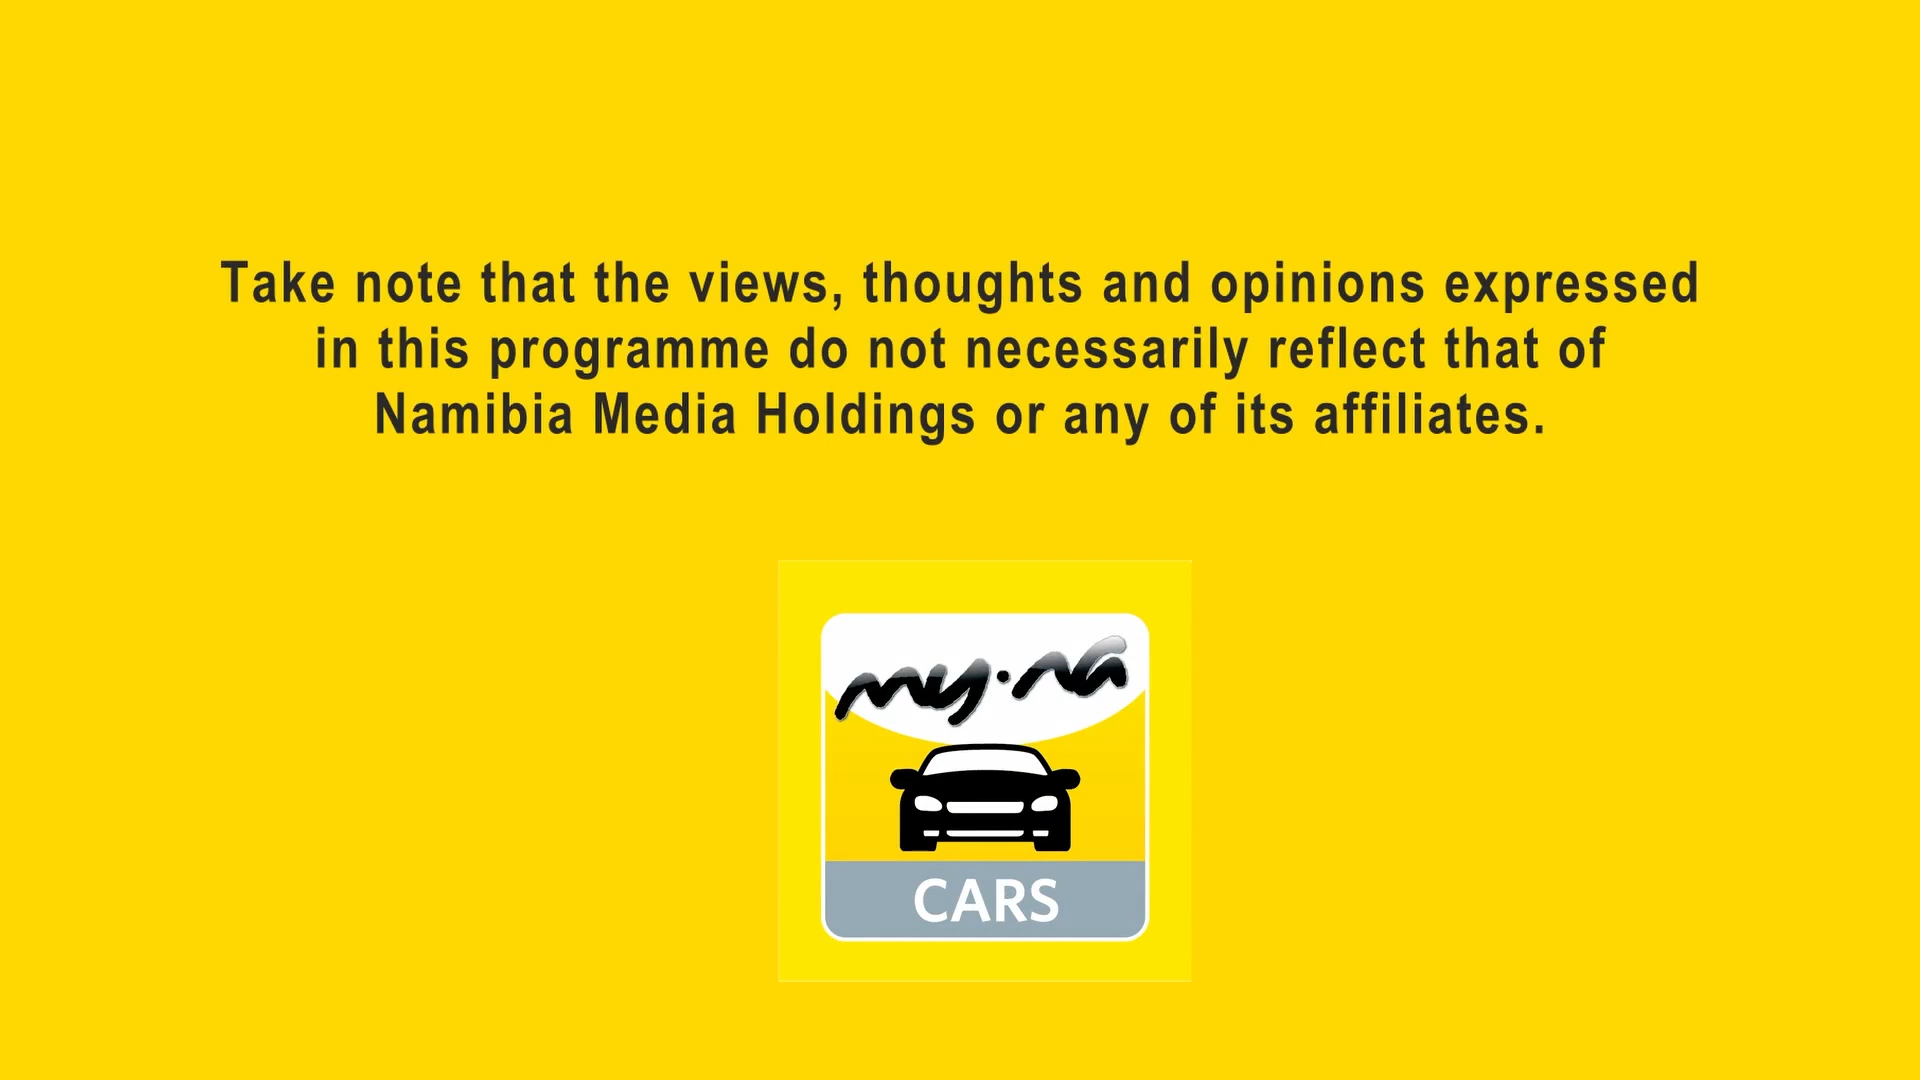 Take note that the views, thoughts and opinions expressed
in this programme do not necessarily reflect that of
Namibia Media Holdings or any of its affiliates.
my·na
CARS